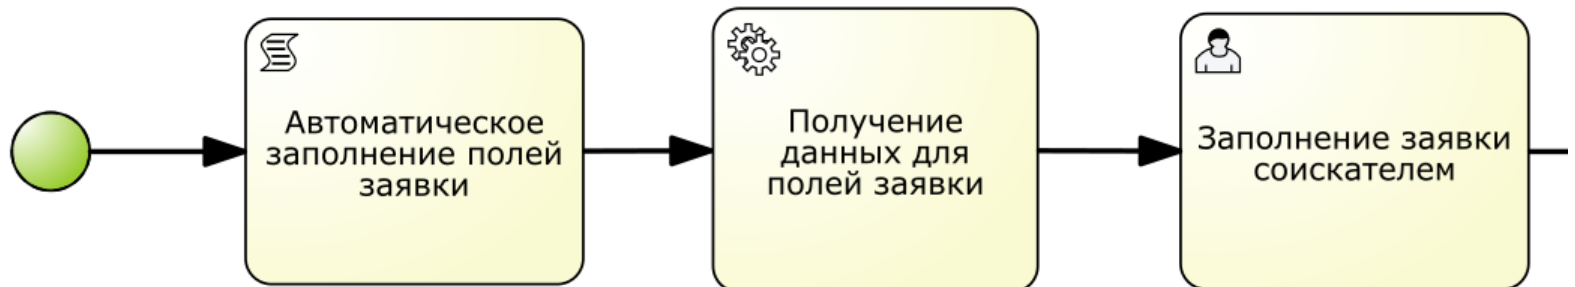 Автоматическое
заполнение полей
заявки
Получение
данных для
полей заявки
Заполнение заявки
соискателем